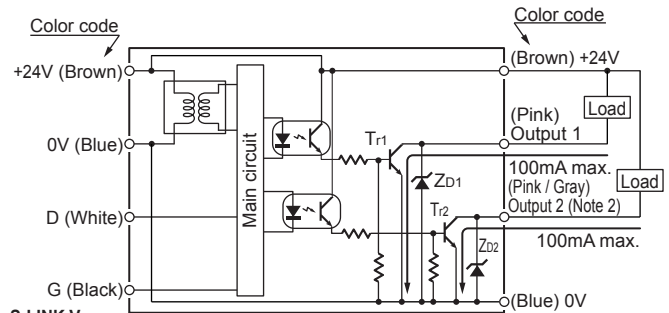 Color code
Color code
+24V (Brown)
(Brown) +24V
Load
(Pink)
Output 1
0V (Blue)
Main circuit
Tr1
ZD1
100mA max.
(Pink / Gray)
Load
Output 2 (Note 2)
Tr2
D (White)
ZD2
100mA max.
G (Black)
(Blue) 0V